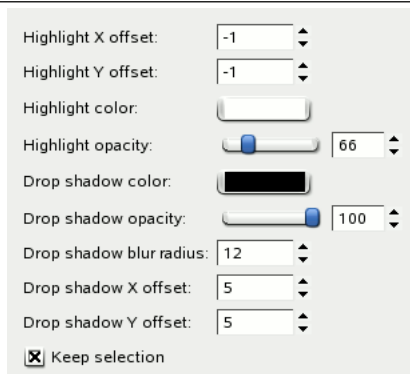 Highlight X offset: -1
Highlight Y offset: -1
Highlight color:
Highlight opacity: 66
Drop shadow color:
Drop shadow opacity: 100
Drop shadow blur radius: 12
Drop shadow X offset: 5
Drop shadow Y offset: 5
Keep selection